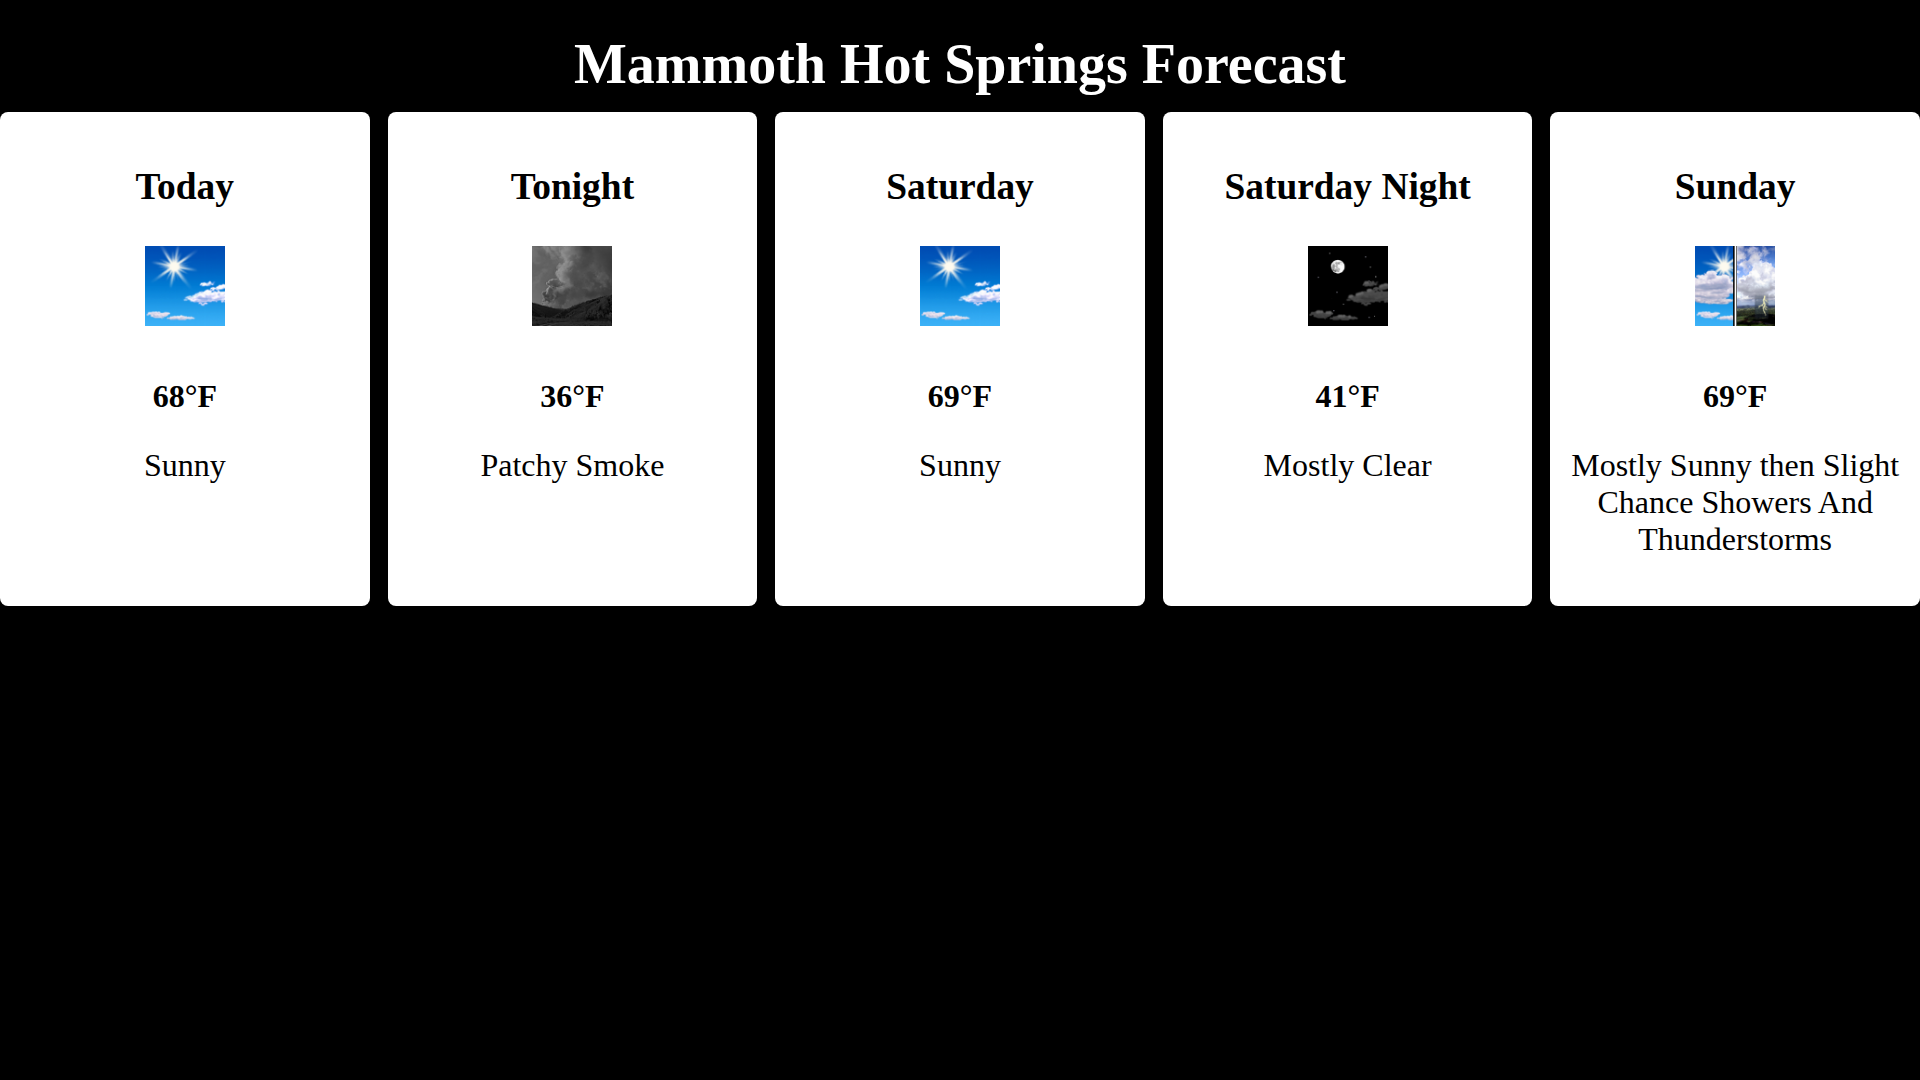 Mammoth Hot Springs Forecast
Today
68°F
Sunny
Tonight
36°F
Patchy Smoke
Saturday
69°F
Sunny
Saturday Night
41°F
Mostly Clear
Sunday
69°F
Mostly Sunny then Slight
Chance Showers And
Thunderstorms